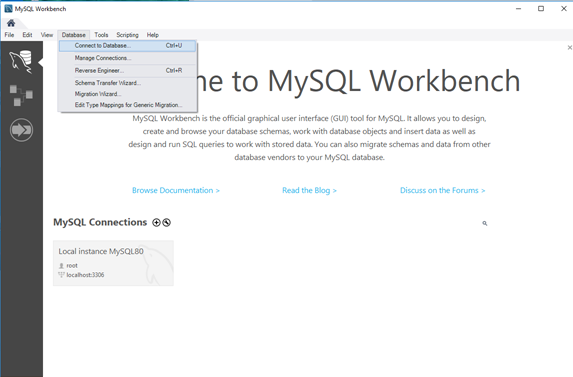 MySQL Workbench
File Edit View Database Tools Scripting Help
Connect to Database... Ctrl+U
Manage Connections...
Reverse Engineer... Ctrl+R
Schema Transfer Wizard...
Migration Wizard...
Edit Type Mappings for Generic Migration...
ne to MySQL Workbench
MySQL Workbench is the official graphical user interface (GUI) tool for MySQL. It allows you to design,
create and browse your database schemas, work with database objects and insert data as well as
design and run SQL queries to work with stored data. You can also migrate schemas and data from other
database vendors to your MySQL database.
Browse Documentation > Read the Blog > Discuss on the Forums >
MySQL Connections
Local instance MySQL80
root
localhost:3306